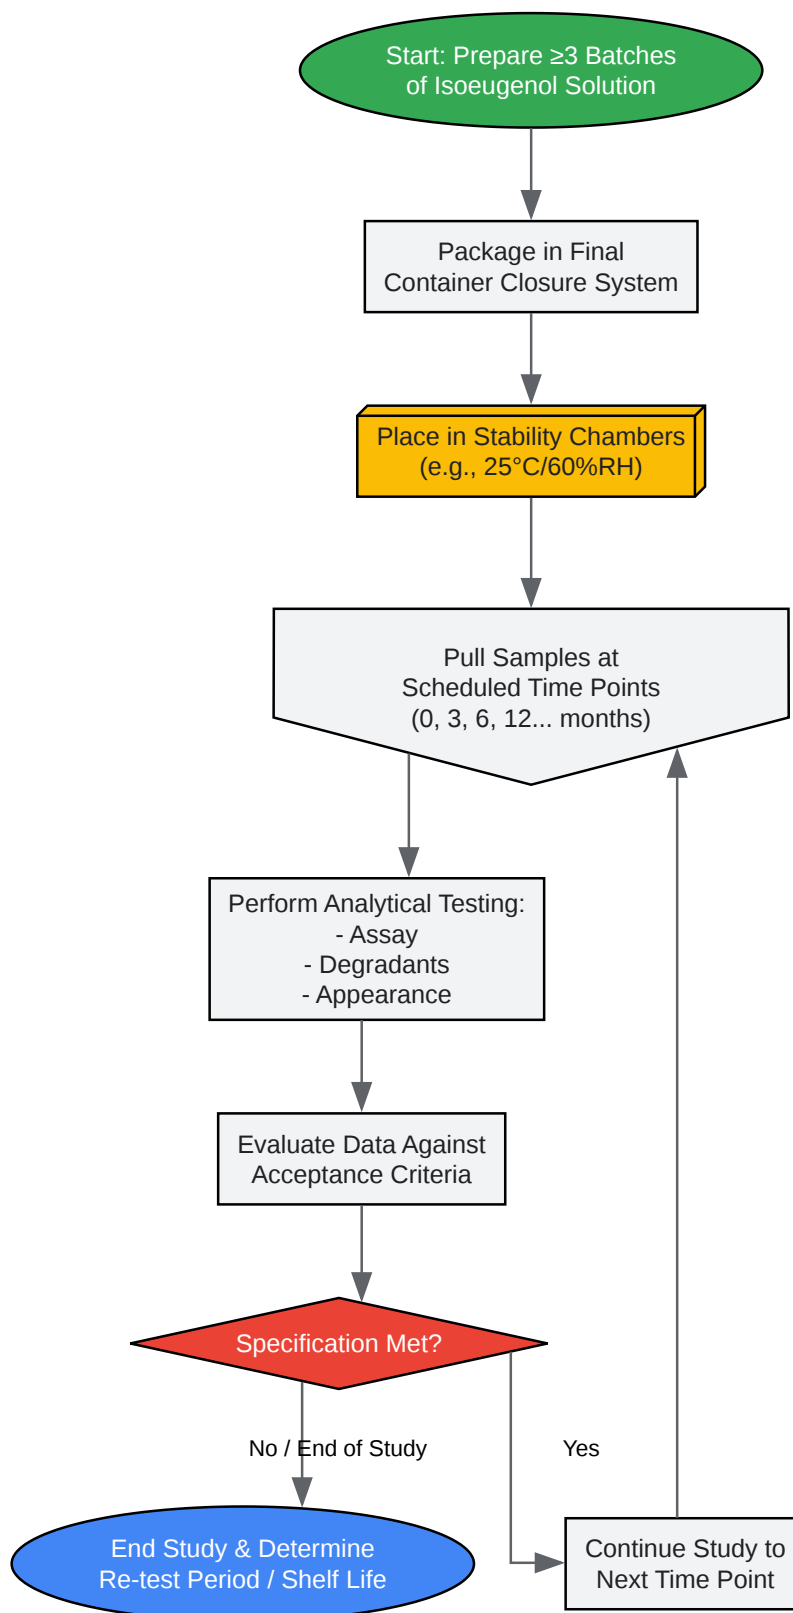 Start: Prepare ≥3 Batches
of Isoeugenol Solution
Package in Final
Container Closure System
Place in Stability Chambers
(e.g., 25°C/60%RH)
Pull Samples at
Scheduled Time Points
(0, 3, 6, 12... months)
Perform Analytical Testing:
- Assay
- Degradants
- Appearance
Evaluate Data Against
Acceptance Criteria
Specification Met?
No / End of Study
Yes
End Study & Determine
Re-test Period / Shelf Life
Continue Study to
Next Time Point